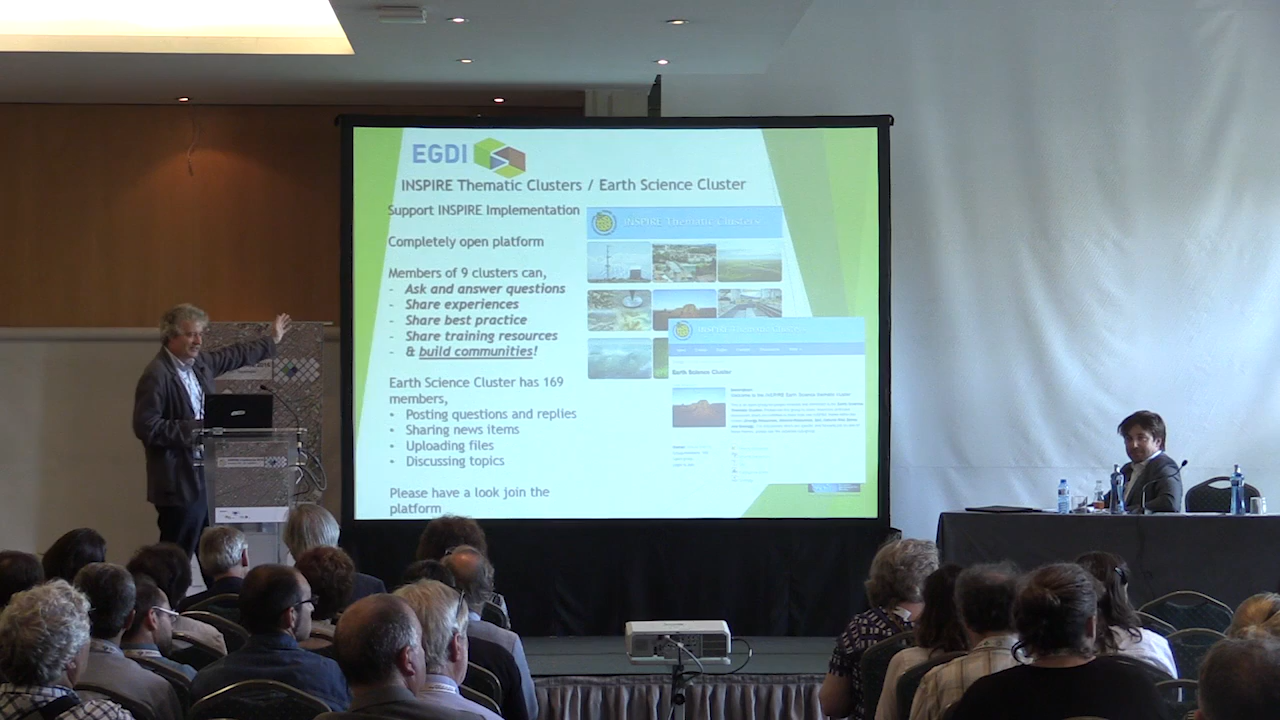 EGDI
INSPIRE Thematic Clusters / Earth Science Cluster
Support INSPIRE Implementation
Completely open platform
Members of 9 clusters can,
- Ask and answer questions
- Share experiences
- Share best practice
- Share training resources
- & build communities!
Earth Science Cluster has 169
members,
• Posting questions and replies
• Sharing news items
• Uploading files
• Discussing topics
Please have a look join the
platform
INSPIRE Thematic Clusters
INSPIRE Thematic Clusters
Earth Science Cluster